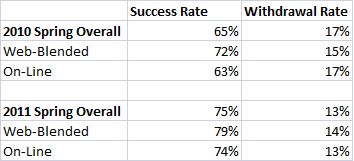 Success Rate Withdrawal Rate
2010 Spring Overall 65% 17%
Web-Blended 72% 15%
On-Line 63% 17%
2011 Spring Overall 75% 13%
Web-Blended 79% 14%
On-Line 74% 13%